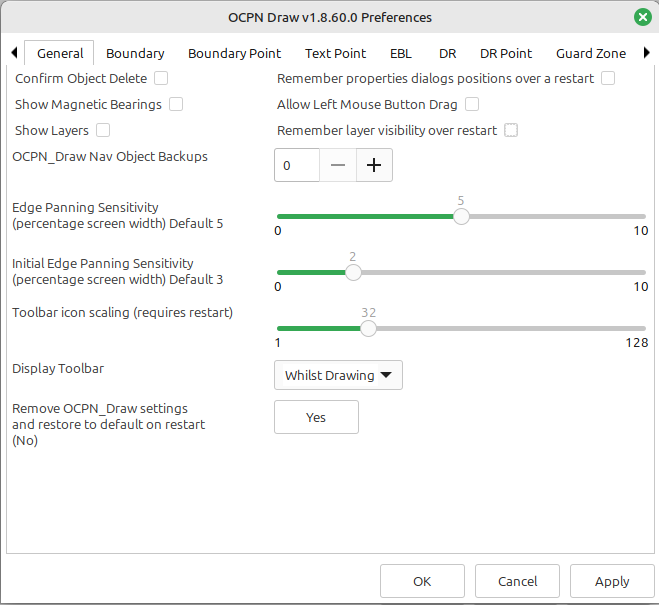 OCPN Draw v1.8.60.0 Preferences
General Boundary Boundary Point Text Point EBL DR DR Point Guard Zone
Confirm Object Delete Remember properties dialogs positions over a restart
Show Magnetic Bearings Allow Left Mouse Button Drag
Show Layers Remember layer visibility over restart
OCPN_Draw Nav Object Backups 0 − +
5
Edge Panning Sensitivity
(percentage screen width) Default 5
0 10
2
Initial Edge Panning Sensitivity
(percentage screen width) Default 3
0 10
Toolbar icon scaling (requires restart) 32
1 128
Display Toolbar Whilst Drawing
Remove OCPN_Draw settings
and restore to default on restart
(No)
Yes
OK Cancel Apply